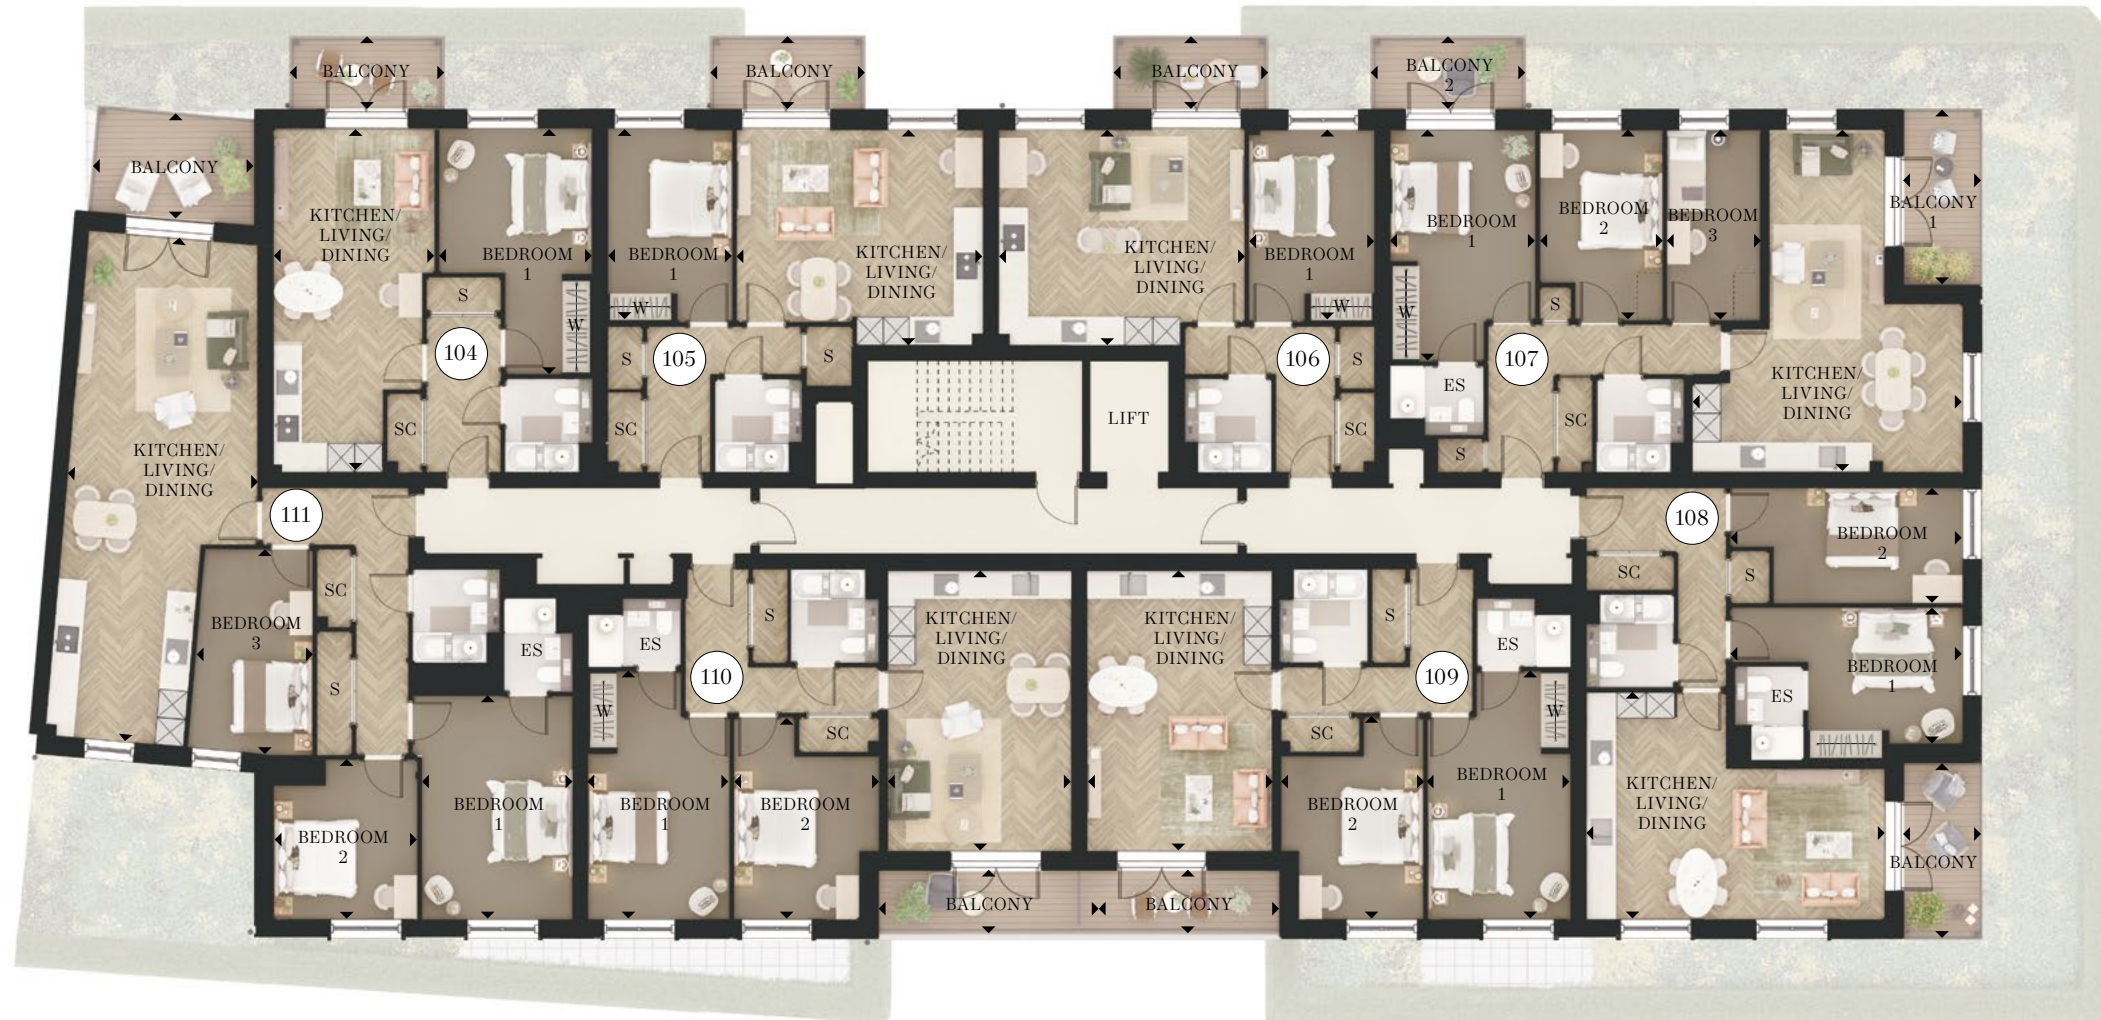 BALCONY
BALCONY
BALCONY
BALCONY
2
BALCONY
BALCONY
1
KITCHEN/
LIVING/
DINING
BEDROOM
1
S
W
104
SC
BEDROOM
1
W
S
105
SC
S
KITCHEN/
LIVING/
DINING
KITCHEN/
LIVING/
DINING
BEDROOM
1
W
106
S
SC
LIFT
BEDROOM
1
W
ES
S
107
S
SC
BEDROOM
2
BEDROOM
3
KITCHEN/
LIVING/
DINING
KITCHEN/
LIVING/
DINING
111
SC
S
BEDROOM
3
ES
BEDROOM
2
BEDROOM
1
ES
W
110
S
SC
BEDROOM
1
BEDROOM
2
KITCHEN/
LIVING/
DINING
BALCONY
KITCHEN/
LIVING/
DINING
BALCONY
S
109
SC
ES
W
BEDROOM
2
BEDROOM
1
108
SC
S
BEDROOM
2
BEDROOM
1
ES
KITCHEN/
LIVING/
DINING
BALCONY